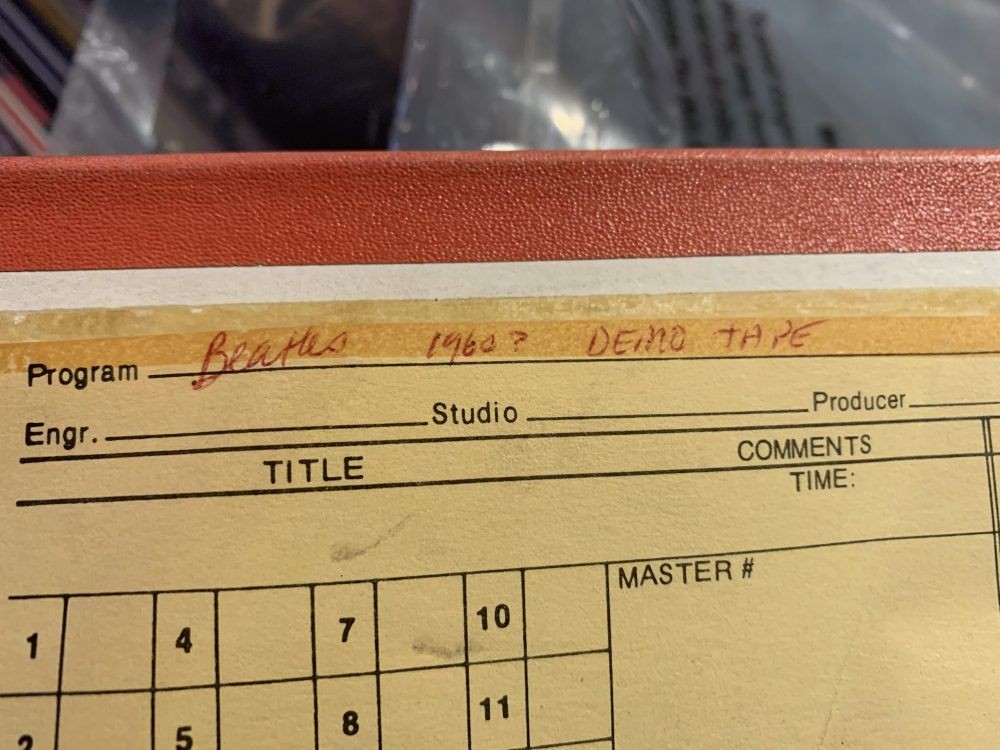 Program Beatles 1960? DEMO TAPE
Engr. Studio Producer
TITLE COMMENTS
TIME:
MASTER #
1 4 7 10
2 5 8 11